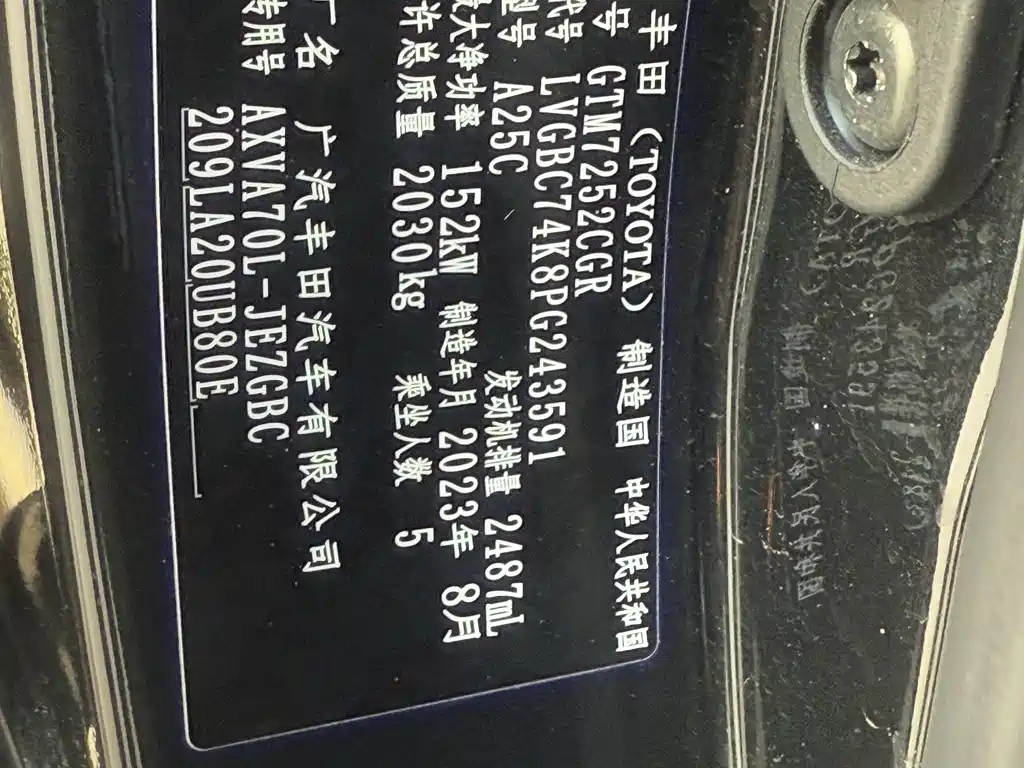 丰田 (TOYOTA) 制造国 中华人民共和国
号 GTM7252CGR
代号 LVGBC74K8PG243591
型号 A25C 发动机排量 2487mL
最大净功率 152kW 制造年月 2023年 8月
许总质量 2030kg 乘坐人数 5
厂名 广汽丰田汽车有限公司
专用号 AXVA70L-JEZGBC
209LA20UB80E